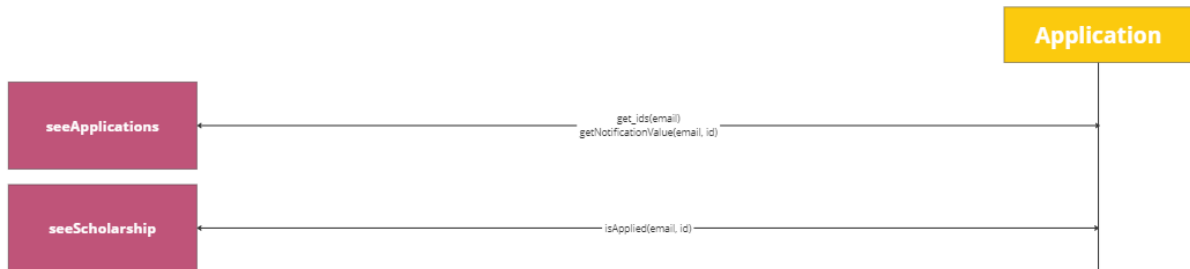 Application
seeApplications
get_ids(email)
getNotificationValue(email, id)
seeScholarship
isApplied(email, id)